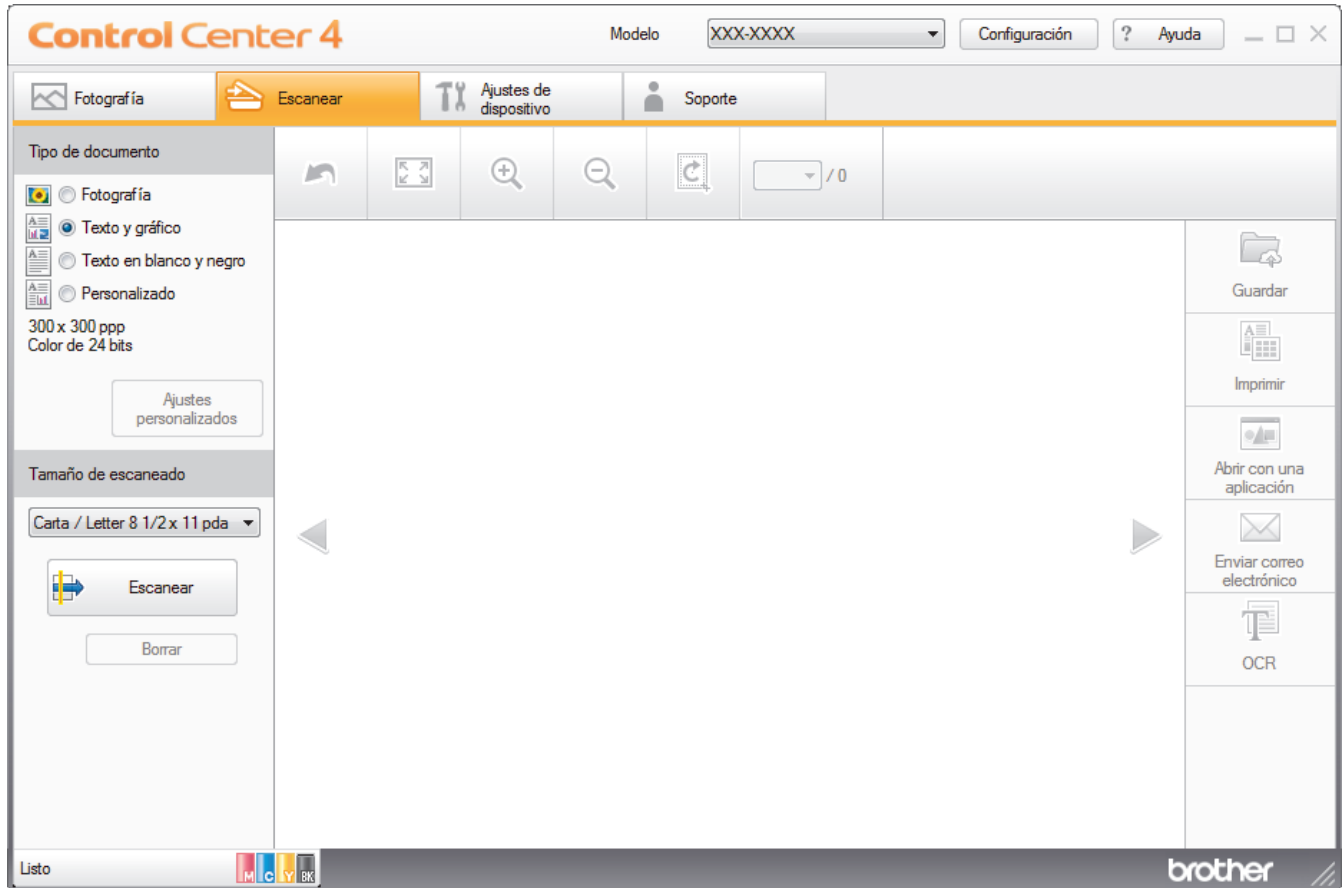 Control Center 4
Modelo
XXX-XXXX
Configuración
? Ayuda
Fotografía
Escanear
Ajustes de
dispositivo
Soporte
Tipo de documento
Fotografía
Texto y gráfico
Texto en blanco y negro
Personalizado
300 x 300 ppp
Color de 24 bits
Ajustes
personalizados
Tamaño de escaneado
Carta / Letter 8 1/2 x 11 pda
Escanear
Borrar
/ 0
Guardar
Imprimir
Abrir con una
aplicación
Enviar correo
electrónico
OCR
Listo
M C Y BK
brother